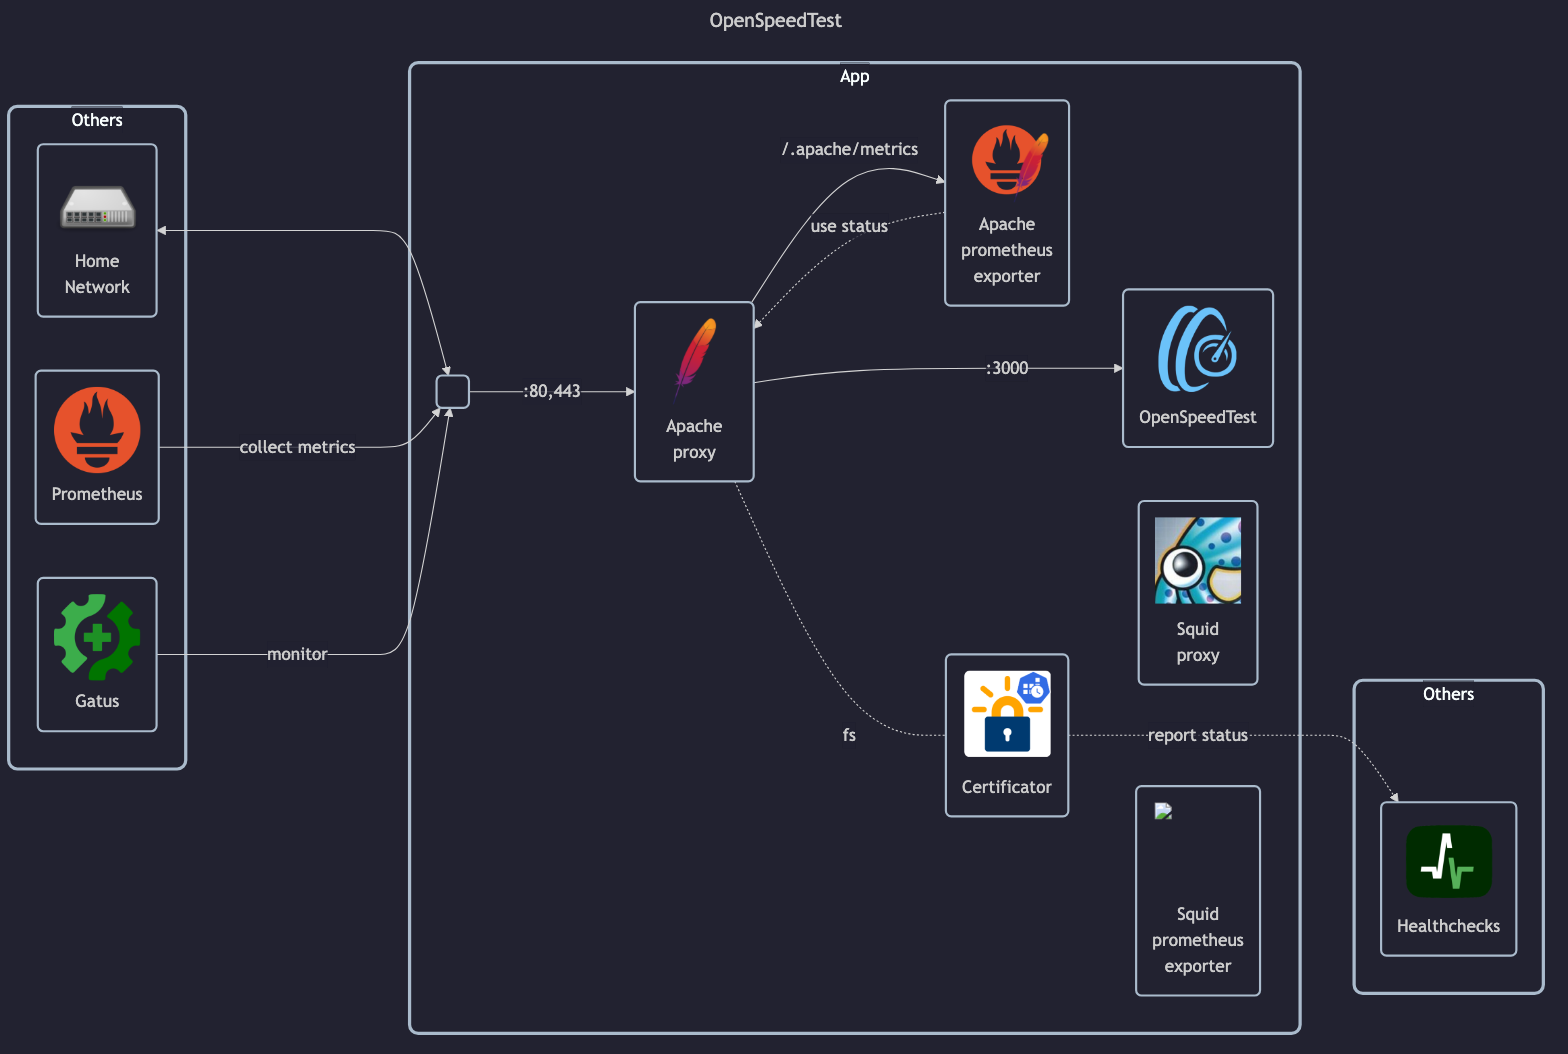 OpenSpeedTest
Others
Home
Network
Prometheus
Gatus
collect metrics
monitor
App
:80,443
Apache
proxy
/.apache/metrics
use status
Apache
prometheus
exporter
:3000
OpenSpeedTest
Squid
proxy
fs
Certificator
report status
Squid
prometheus
exporter
Others
Healthchecks